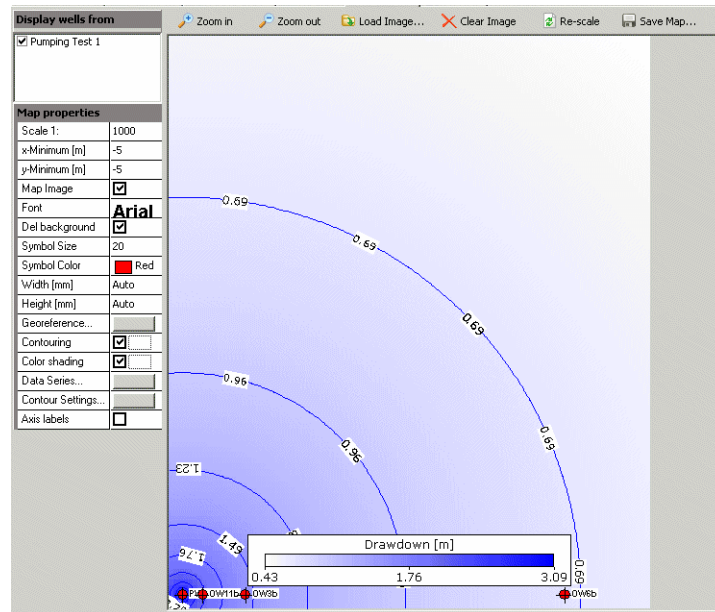 Display wells from
Zoom in
Zoom out
Load Image...
Clear Image
Re-scale
Save Map...
Pumping Test 1
Map properties
Scale 1: 1000
x-Minimum [m] -5
y-Minimum [m] -5
Map Image
Font Arial
Del background
Symbol Size 20
Symbol Color Red
Width [mm] Auto
Height [mm] Auto
Georeference...
Contouring
Color shading
Data Series...
Contour Settings...
Axis labels
0.69
0.69
0.69
0.69
0.96
0.96
1.23
1.49
1.76
0.69
Drawdown [m]
0.43 1.76 3.09
OW11b
OW3b
OW6b